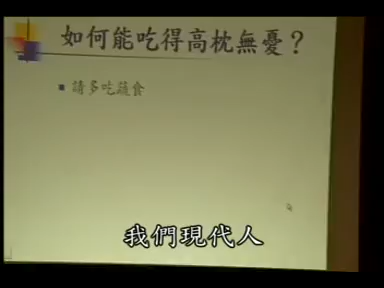 如何能吃得高枕無憂？
請多吃蔬食
我們現代人